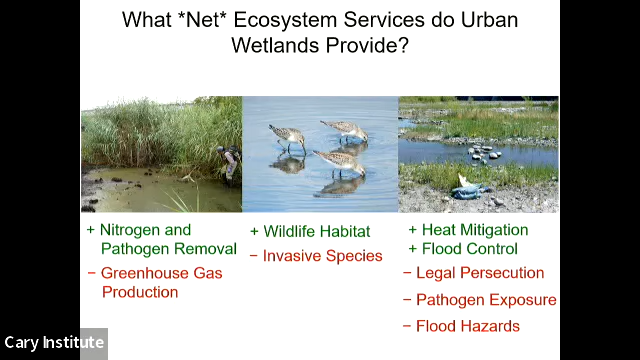 What *Net* Ecosystem Services do Urban
Wetlands Provide?
+ Nitrogen and
Pathogen Removal
− Greenhouse Gas
Production
+ Wildlife Habitat
− Invasive Species
+ Heat Mitigation
+ Flood Control
− Legal Persecution
− Pathogen Exposure
− Flood Hazards
Cary Institute